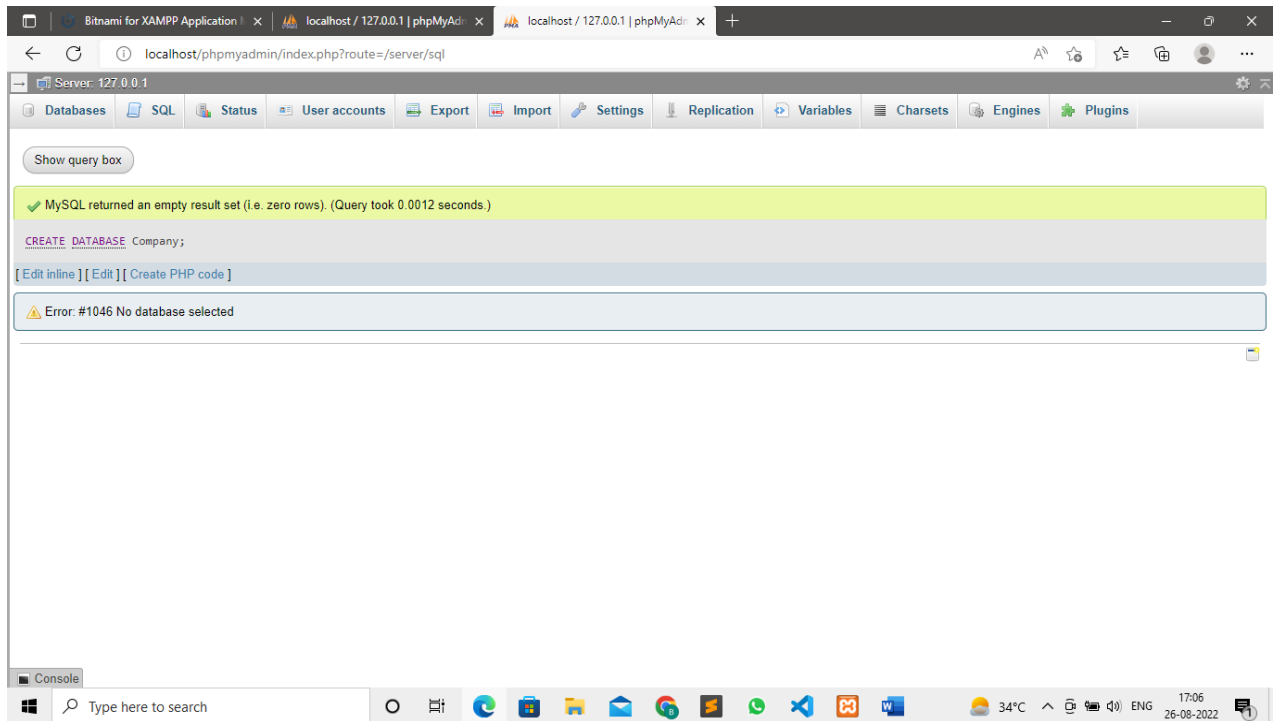 Bitnami for XAMPP Application
localhost / 127.0.0.1 | phpMyAdn
localhost / 127.0.0.1 | phpMyAdn
localhost/phpmyadmin/index.php?route=/server/sql
Server: 127.0.0.1
Databases SQL Status User accounts Export Import Settings Replication Variables Charsets Engines Plugins
Show query box
MySQL returned an empty result set (i.e. zero rows). (Query took 0.0012 seconds.)
CREATE DATABASE Company;
[ Edit inline ] [ Edit ] [ Create PHP code ]
Error: #1046 No database selected
Console
Type here to search
34°C ENG
17:06
26-08-2022
1